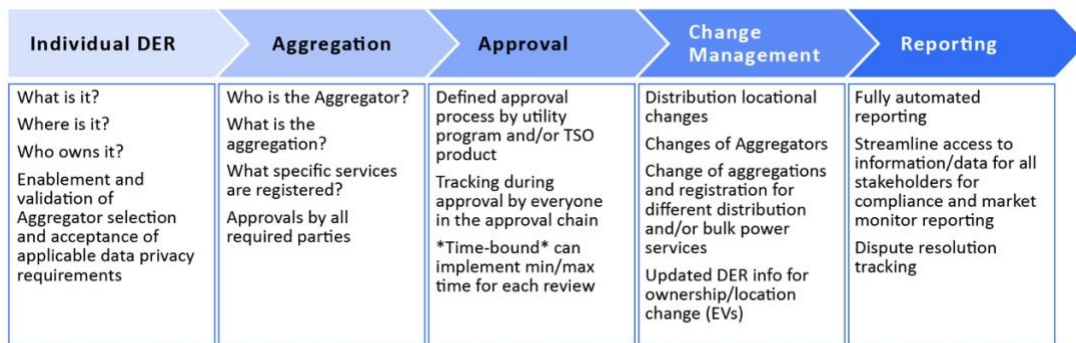 Individual DER
Aggregation
Approval
Change
Management
Reporting
What is it?
Where is it?
Who owns it?
Enablement and
validation of
Aggregator selection
and acceptance of
applicable data privacy
requirements
Who is the Aggregator?
What is the
aggregation?
What specific services
are registered?
Approvals by all
required parties
Defined approval
process by utility
program and/or TSO
product
Tracking during
approval by everyone
in the approval chain
*Time-bound* can
implement min/max
time for each review
Distribution locational
changes
Changes of Aggregators
Change of aggregations
and registration for
different distribution
and/or bulk power
services
Updated DER info for
ownership/location
change (EVs)
Fully automated
reporting
Streamline access to
information/data for all
stakeholders for
compliance and market
monitor reporting
Dispute resolution
tracking